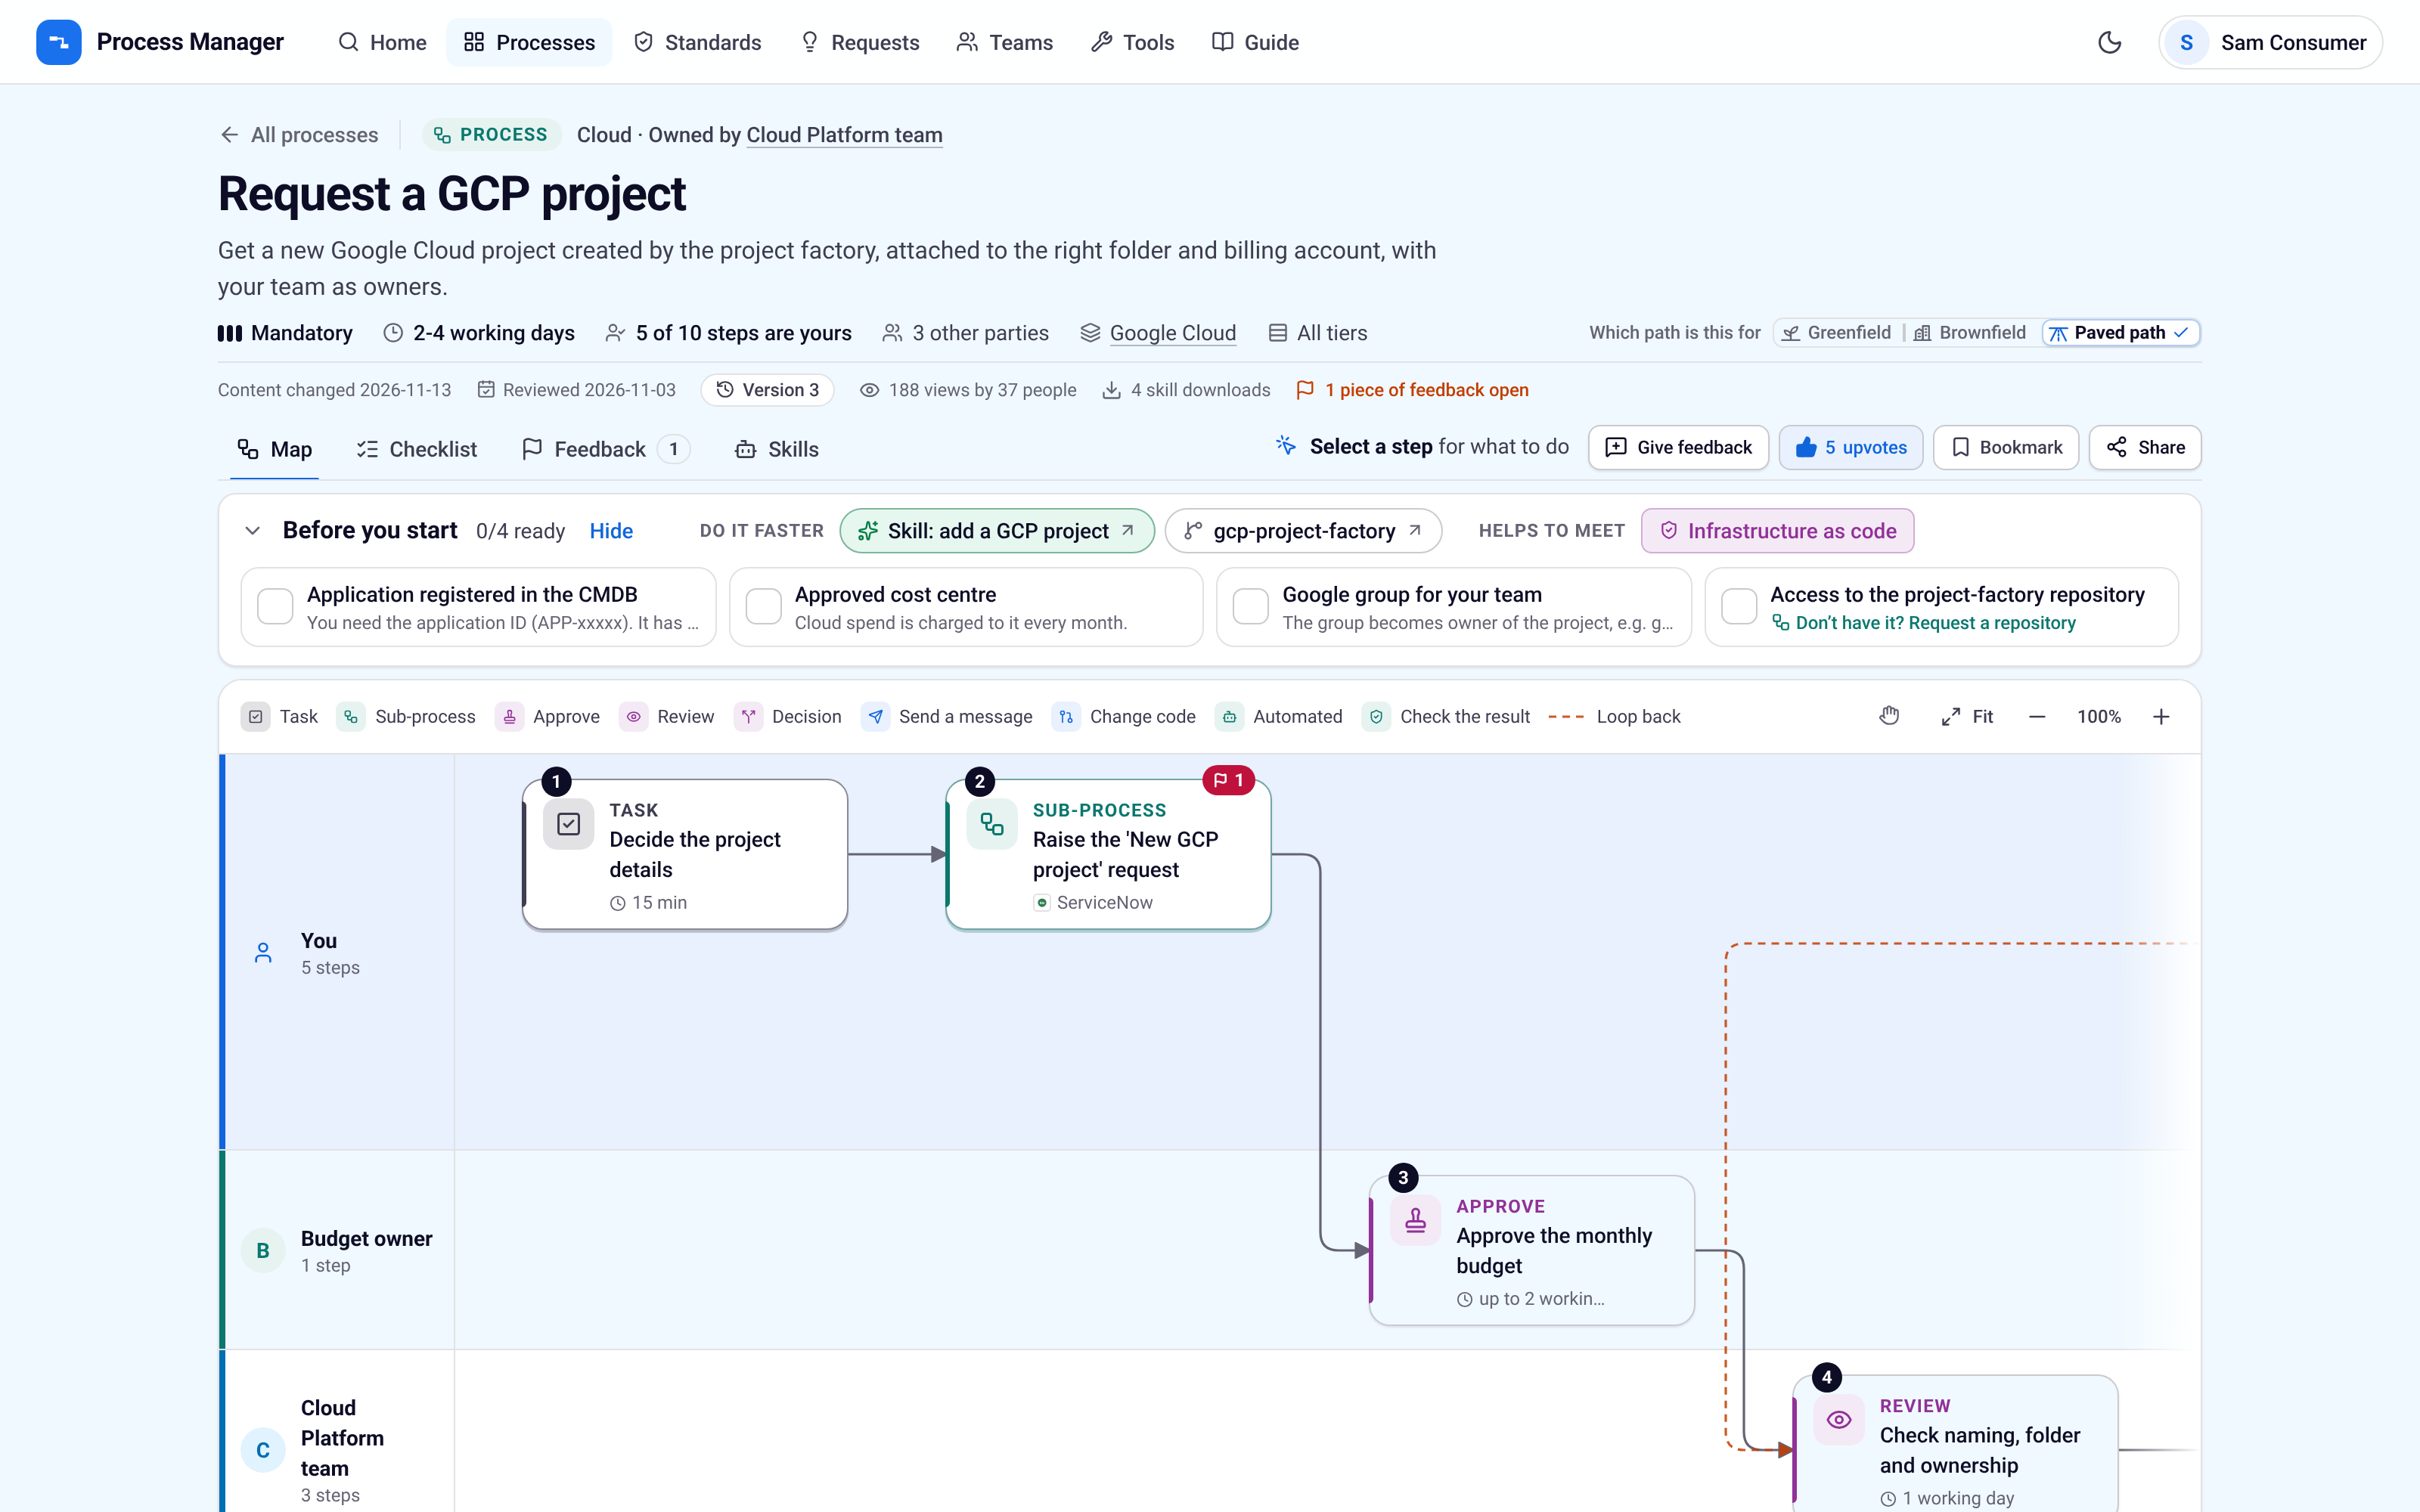 Process Manager
Home
Processes
Standards
Requests
Teams
Tools
Guide
S
Sam Consumer
All processes
PROCESS
Cloud · Owned by Cloud Platform team
Request a GCP project
Get a new Google Cloud project created by the project factory, attached to the right folder and billing account, with
your team as owners.
Mandatory
2-4 working days
5 of 10 steps are yours
3 other parties
Google Cloud
All tiers
Which path is this for
Greenfield
Brownfield
Paved path
Content changed 2026-11-13
Reviewed 2026-11-03
Version 3
188 views by 37 people
4 skill downloads
1 piece of feedback open
Map
Checklist
Feedback 1
Skills
Select a step for what to do
Give feedback
5 upvotes
Bookmark
Share
Before you start
0/4 ready
Hide
DO IT FASTER
Skill: add a GCP project
gcp-project-factory
HELPS TO MEET
Infrastructure as code
Application registered in the CMDB
You need the application ID (APP-xxxxx). It has ...
Approved cost centre
Cloud spend is charged to it every month.
Google group for your team
The group becomes owner of the project, e.g. g...
Access to the project-factory repository
Don't have it? Request a repository
Task
Sub-process
Approve
Review
Decision
Send a message
Change code
Automated
Check the result
Loop back
Fit
100%
You
5 steps
1
TASK
Decide the project
details
15 min
2
1
SUB-PROCESS
Raise the 'New GCP
project' request
ServiceNow
B
Budget owner
1 step
3
APPROVE
Approve the monthly
budget
up to 2 workin...
C
Cloud
Platform
team
3 steps
4
REVIEW
Check naming, folder
and ownership
1 working day